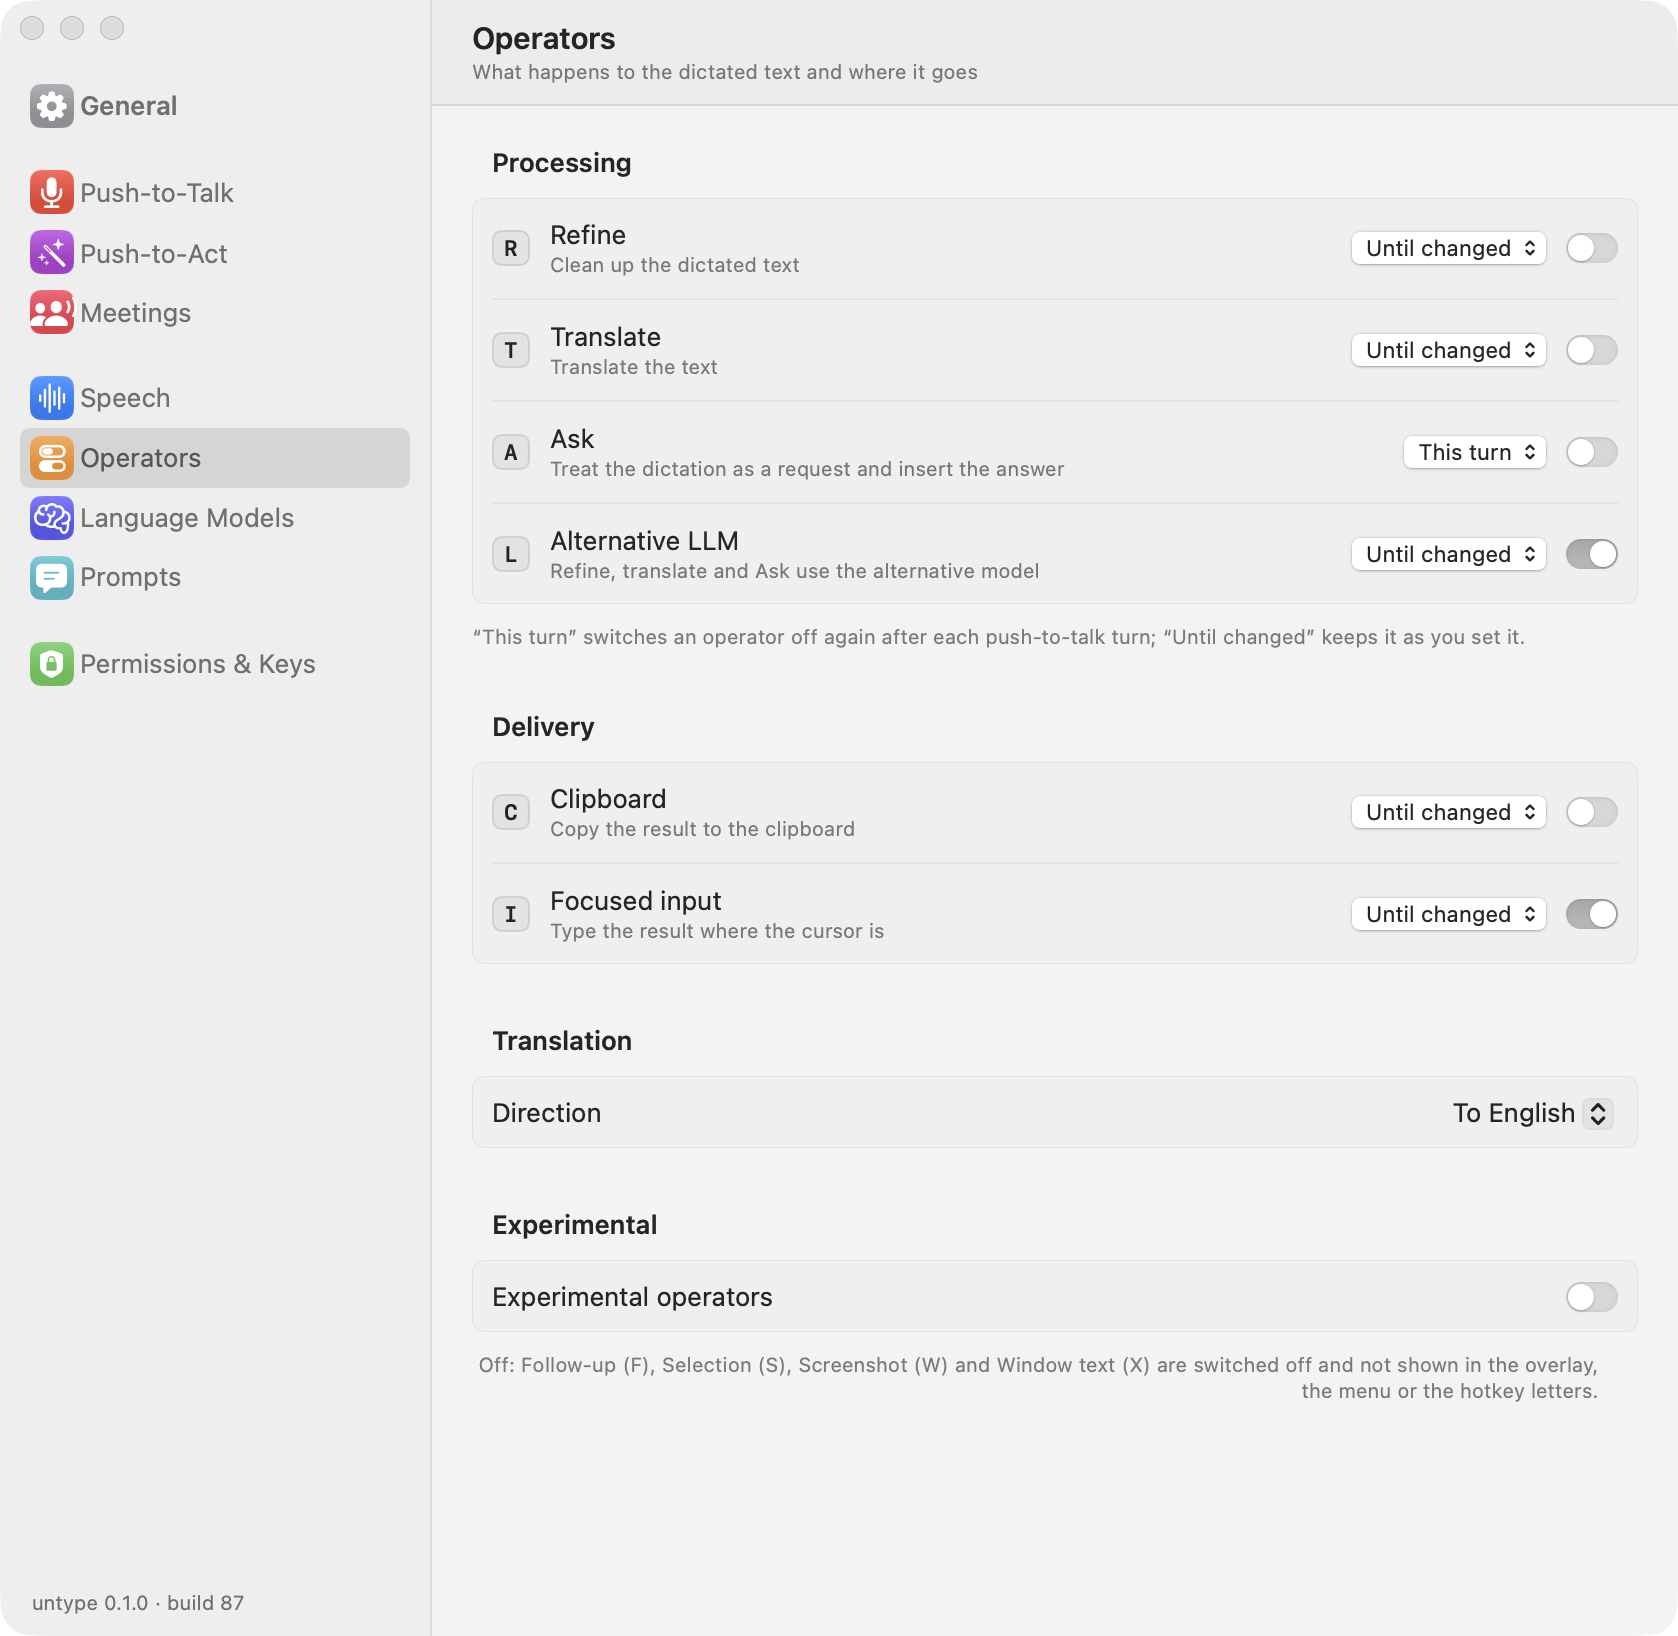 General
Push-to-Talk
Push-to-Act
Meetings
Speech
Operators
Language Models
Prompts
Permissions & Keys
untype 0.1.0 · build 87
Operators
What happens to the dictated text and where it goes
Processing
R
Refine
Clean up the dictated text
Until changed
T
Translate
Translate the text
Until changed
A
Ask
Treat the dictation as a request and insert the answer
This turn
L
Alternative LLM
Refine, translate and Ask use the alternative model
Until changed
“This turn” switches an operator off again after each push-to-talk turn; “Until changed” keeps it as you set it.
Delivery
C
Clipboard
Copy the result to the clipboard
Until changed
I
Focused input
Type the result where the cursor is
Until changed
Translation
Direction
To English
Experimental
Experimental operators
Off: Follow-up (F), Selection (S), Screenshot (W) and Window text (X) are switched off and not shown in the overlay,
the menu or the hotkey letters.